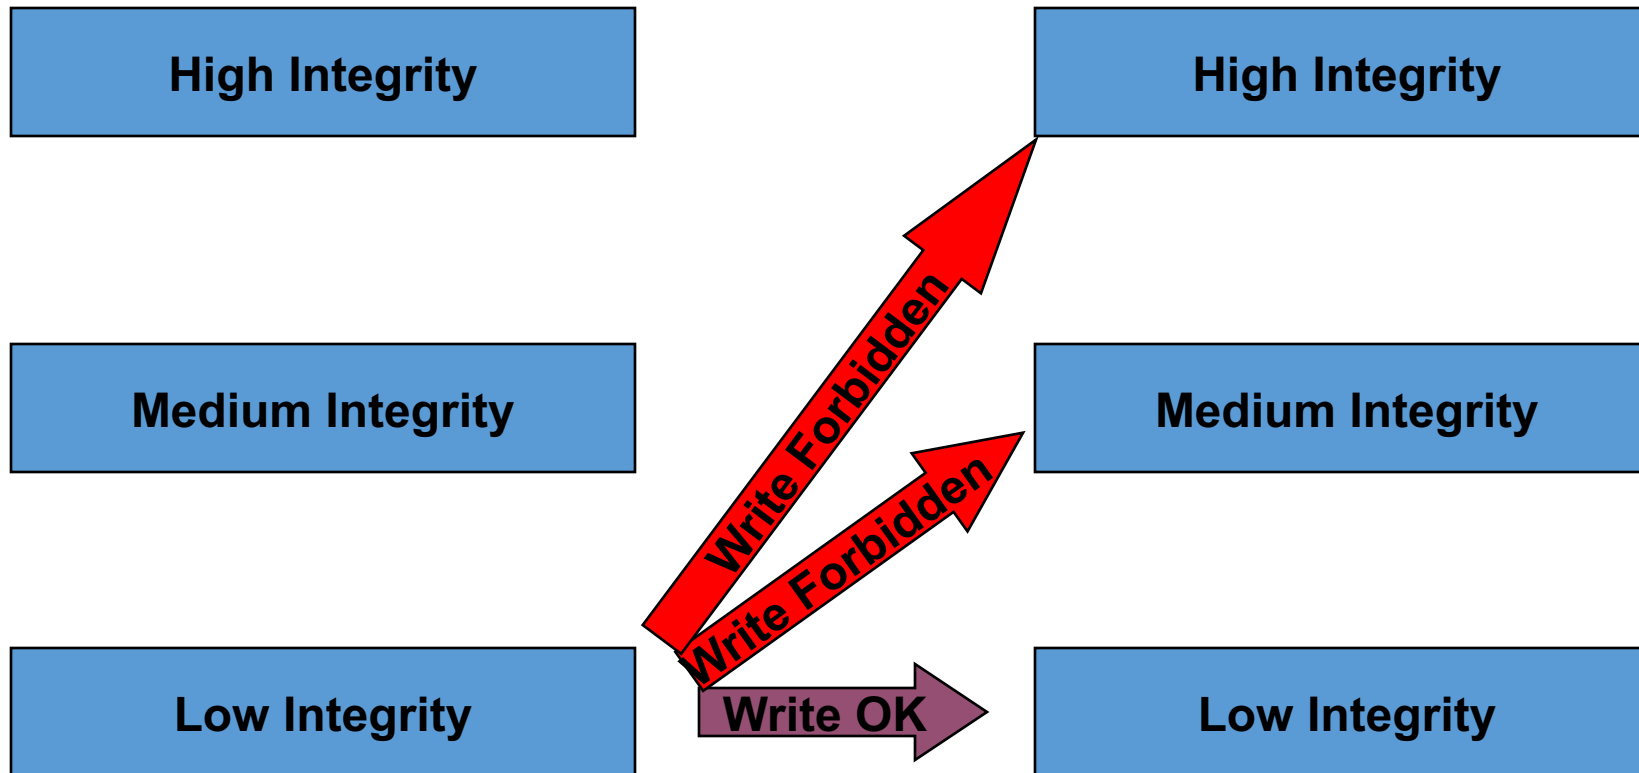 High Integrity
High Integrity
Write Forbidden
Medium Integrity
Medium Integrity
Write Forbidden
Low Integrity
Write OK
Low Integrity